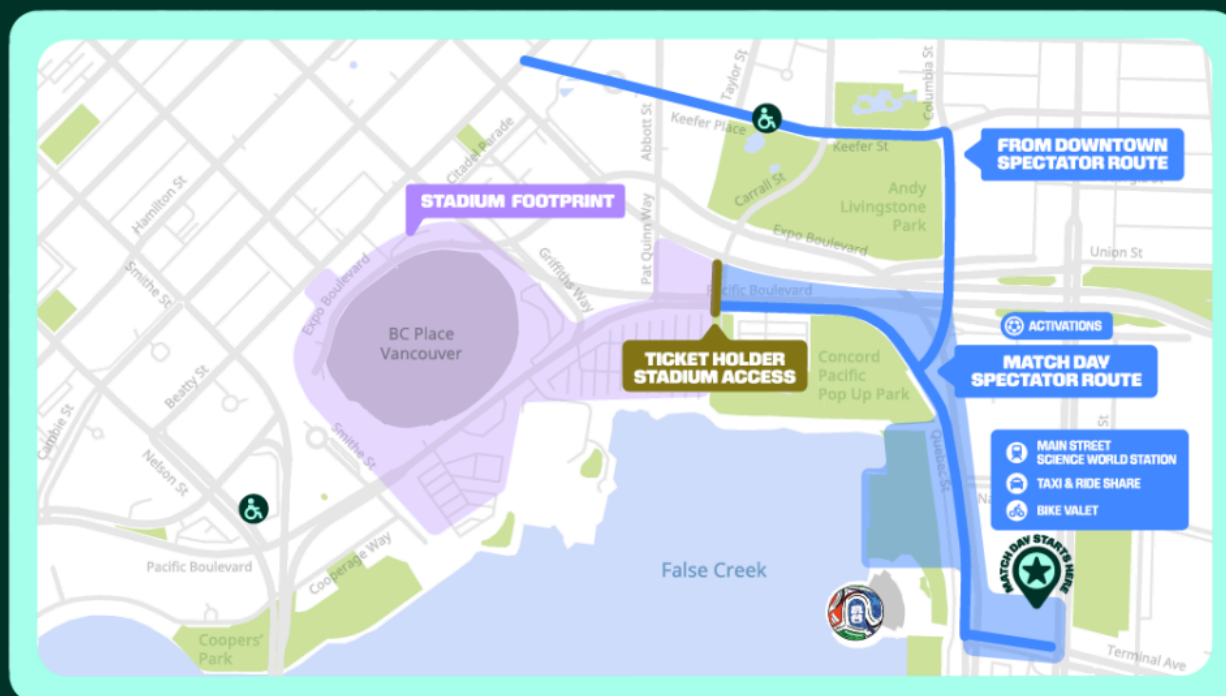 Taylor St
Columbia St
Abbott St
Keefer Place
Keefer St
Citadel Parade
FROM DOWNTOWN
SPECTATOR ROUTE
Hamilton St
Carrall St
Andy
Livingstone
Park
STADIUM FOOTPRINT
Pat Quinn Way
Expo Boulevard
Union St
Smithe St
Expo Boulevard
Griffiths Way
Pacific Boulevard
BC Place
Vancouver
ACTIVATIONS
TICKET HOLDER
STADIUM ACCESS
Concord
Pacific
Pop Up Park
MATCH DAY
SPECTATOR ROUTE
Beatty St
Cambie St
Smithe St
Nelson St
Quebec St
St
MAIN STREET
SCIENCE WORLD STATION
TAXI & RIDE SHARE
BIKE VALET
Na
Pacific Boulevard
Cooperage Way
False Creek
MATCH DAY STARTS HERE
Coopers'
Park
Terminal Ave